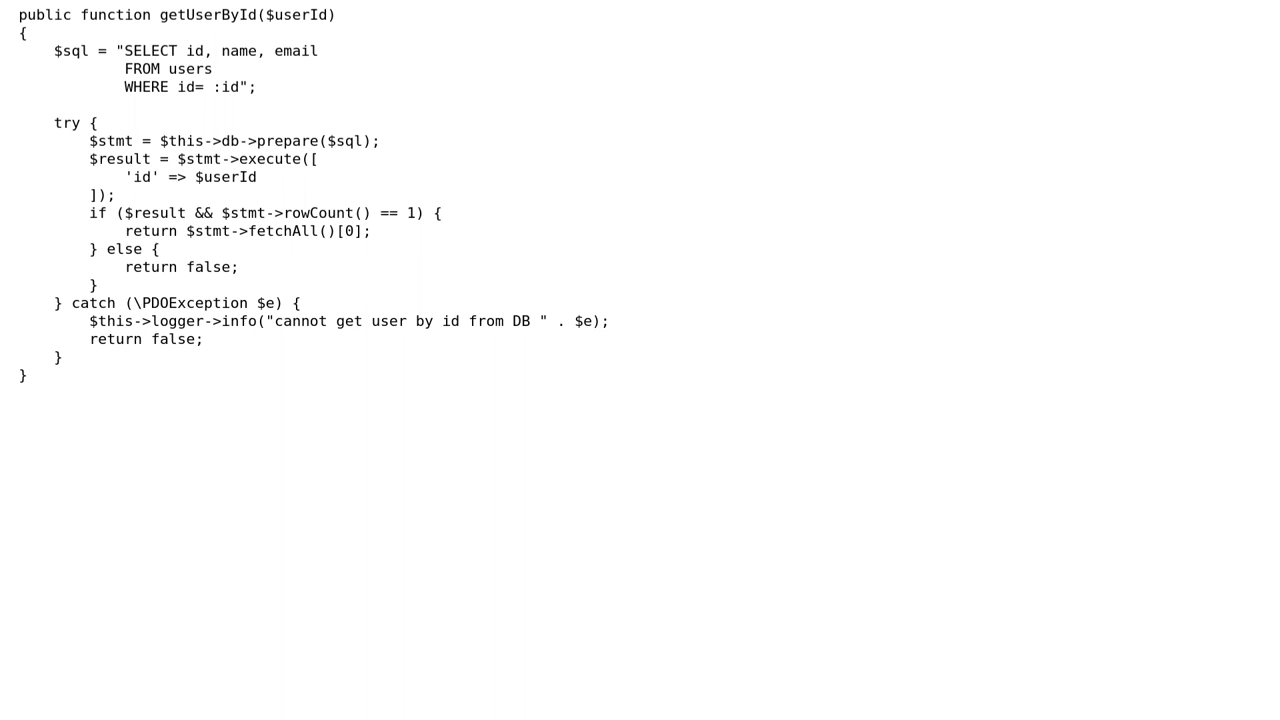 public function getUserById($userId)
{
    $sql = "SELECT id, name, email
            FROM users
            WHERE id= :id";

    try {
        $stmt = $this->db->prepare($sql);
        $result = $stmt->execute([
            'id' => $userId
        ]);
        if ($result && $stmt->rowCount() == 1) {
            return $stmt->fetchAll()[0];
        } else {
            return false;
        }
    } catch (\PDOException $e) {
        $this->logger->info("cannot get user by id from DB " . $e);
        return false;
    }
}